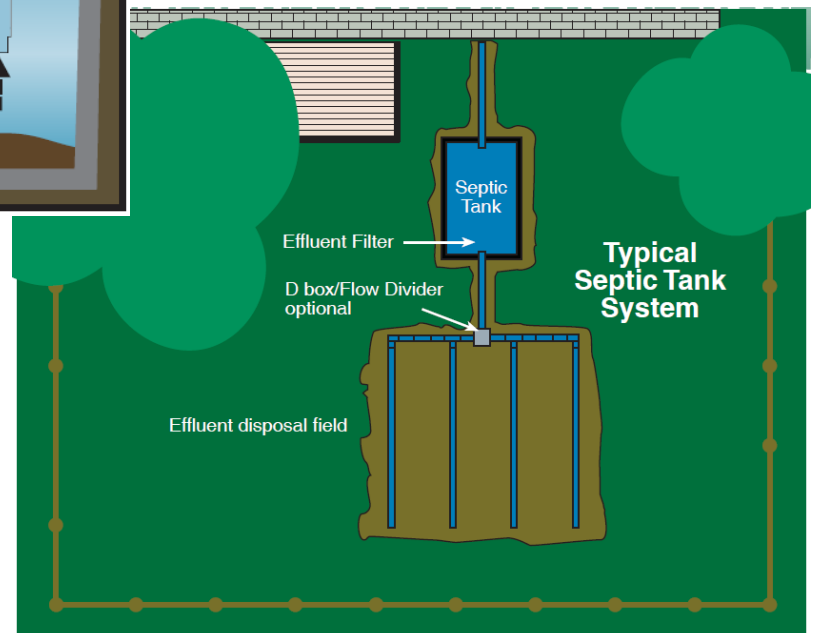 Septic
Tank
Effluent Filter
Typical
Septic Tank
System
D box/Flow Divider
optional
Effluent disposal field